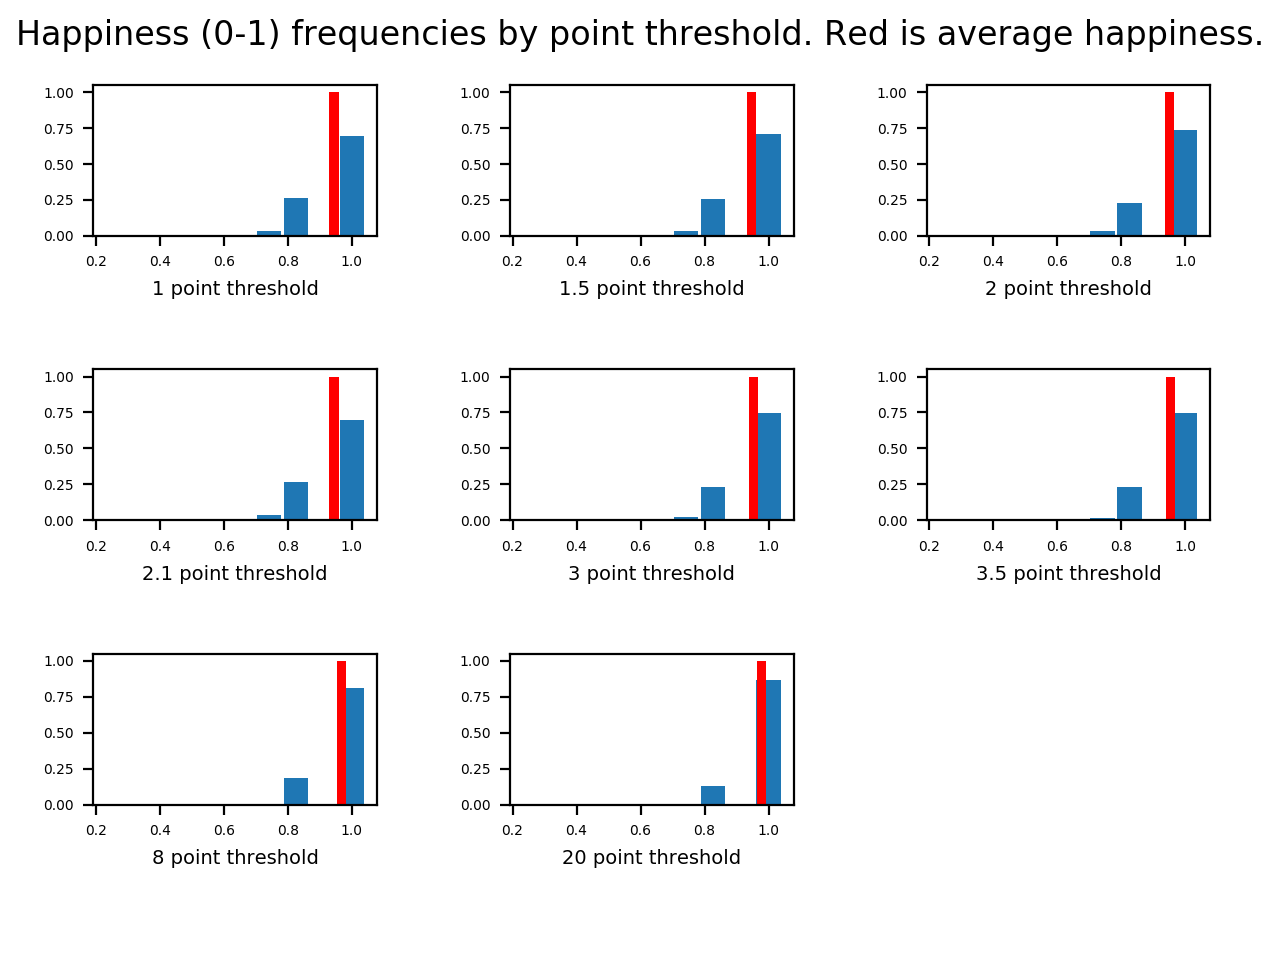 Happiness (0-1) frequencies by point threshold. Red is average happiness.
1.00 1.00 1.00
0.75 0.75 0.75
0.50 0.50 0.50
0.25 0.25 0.25
0.00 0.00 0.00
0.2 0.4 0.6 0.8 1.0 0.2 0.4 0.6 0.8 1.0 0.2 0.4 0.6 0.8 1.0
1 point threshold 1.5 point threshold 2 point threshold
1.00 1.00 1.00
0.75 0.75 0.75
0.50 0.50 0.50
0.25 0.25 0.25
0.00 0.00 0.00
0.2 0.4 0.6 0.8 1.0 0.2 0.4 0.6 0.8 1.0 0.2 0.4 0.6 0.8 1.0
2.1 point threshold 3 point threshold 3.5 point threshold
1.00 1.00
0.75 0.75
0.50 0.50
0.25 0.25
0.00 0.00
0.2 0.4 0.6 0.8 1.0 0.2 0.4 0.6 0.8 1.0
8 point threshold 20 point threshold